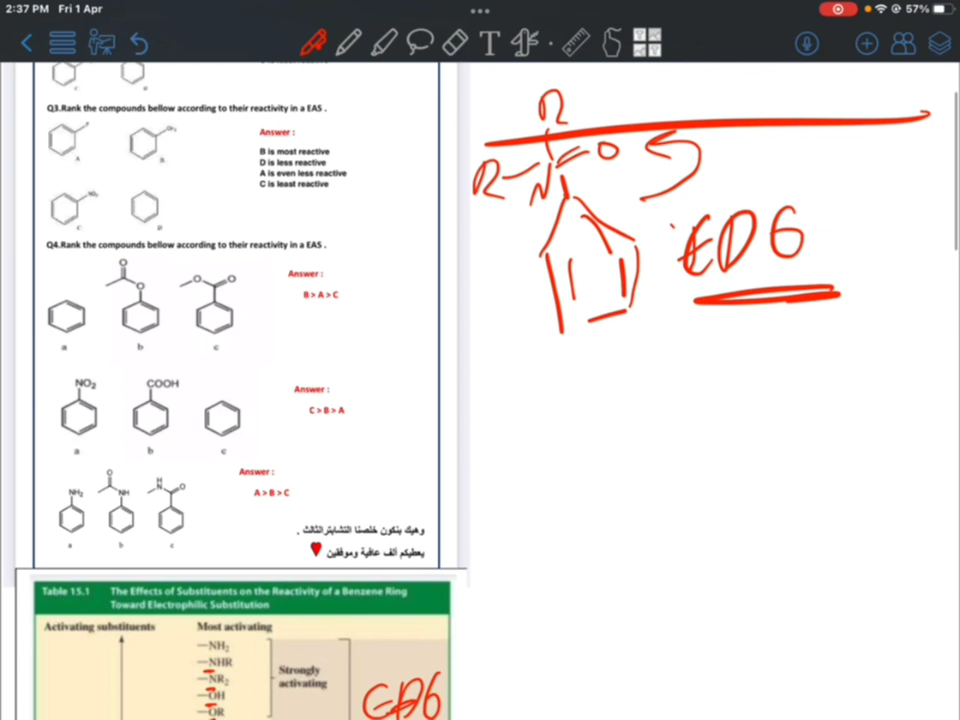 2:37 PM Fri 1 Apr
57%
Q3.Rank the compounds bellow according to their reactivity in a EAS .
Answer :
B is most reactive
D is less reactive
A is even less reactive
C is least reactive
A
B
NO₂
C
D
Q4.Rank the compounds bellow according to their reactivity in a EAS .
Answer :
B > A > C
O
O
O
O
a
b
c
NO₂
COOH
Answer :
C > B > A
a
b
c
Answer :
A > B > C
NH₂
O
NH
H
N
O
a
b
c
وهيك بنكون خلصنا التشابتر الثالث .
يعطيكم ألف عافية وموفقين
Table 15.1 The Effects of Substituents on the Reactivity of a Benzene Ring
Toward Electrophilic Substitution
Activating substituents
Most activating
—NH₂
—NHR
—NR₂
—OH
—OR
Strongly
activating
EDG
R
R–N
O
EDG
T